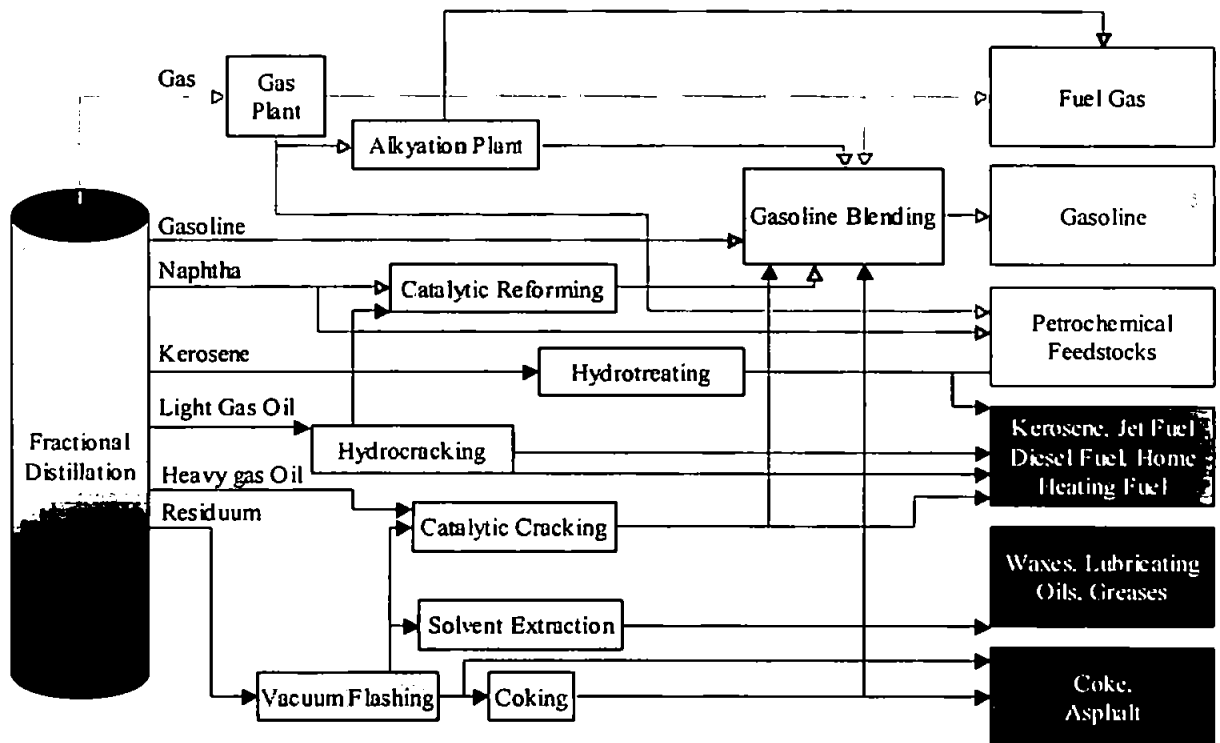 Gas
Gas
Plant
Fuel Gas
Alkyation Plant
Gasoline Blending
Gasoline
Gasoline
Naphtha
Catalytic Reforming
Petrochemical
Feedstocks
Kerosene
Hydrotreating
Light Gas Oil
Fractional
Distillation
Hydrocracking
Kerosene, Jet Fuel
Diesel Fuel, Home
Heating Fuel
Heavy gas Oil
Residuum
Catalytic Cracking
Waxes, Lubricating
Oils, Greases
Solvent Extraction
Vacuum Flashing
Coking
Coke,
Asphalt